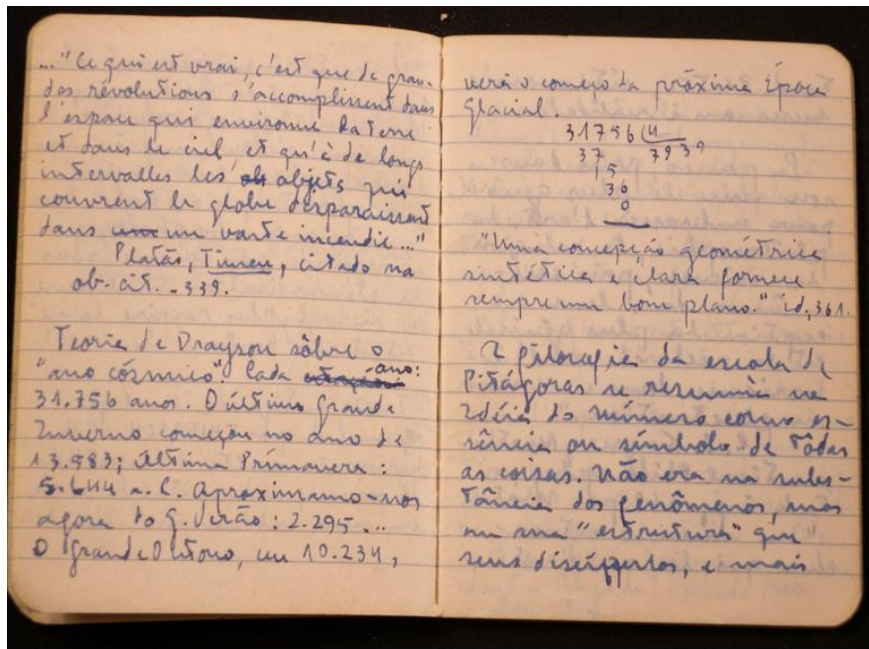 ..."Ce qui est vrai, c'est que de gran-
des révolutions s'accomplissent dans
l'espace qui environne la terre
et dans le ciel, et qu'à de longs
intervalles les objets qui
couvrent le globe disparaissent
dans un vaste incendie..."
Platão, Timeu, citado na
ob. cit. - 339.
Teoria de Drayson sôbre o
"ano cósmico". Cada ano:
31.756 anos. O último Grande
Inverno começou no ano de
13.583; última Primavera:
5.644 a.C. Aproximamo-nos
agora do G. Verão: 2.295...
O Grande Outono, em 10.234,
verá o começo da próxima Época
Glacial.
31756 4
37 7939
15
36
0
"Uma concepção geométrica
sintética e clara fornece
sempre um bom plano." id, 361.
A filosofia da escola de
Pitágoras se resumia na
idéia do número como es-
sência ou símbolo de tôdas
as coisas. Não era na subs-
tância dos fenômenos, mas
na sua "estrutura" que
seus discípulos, e mais